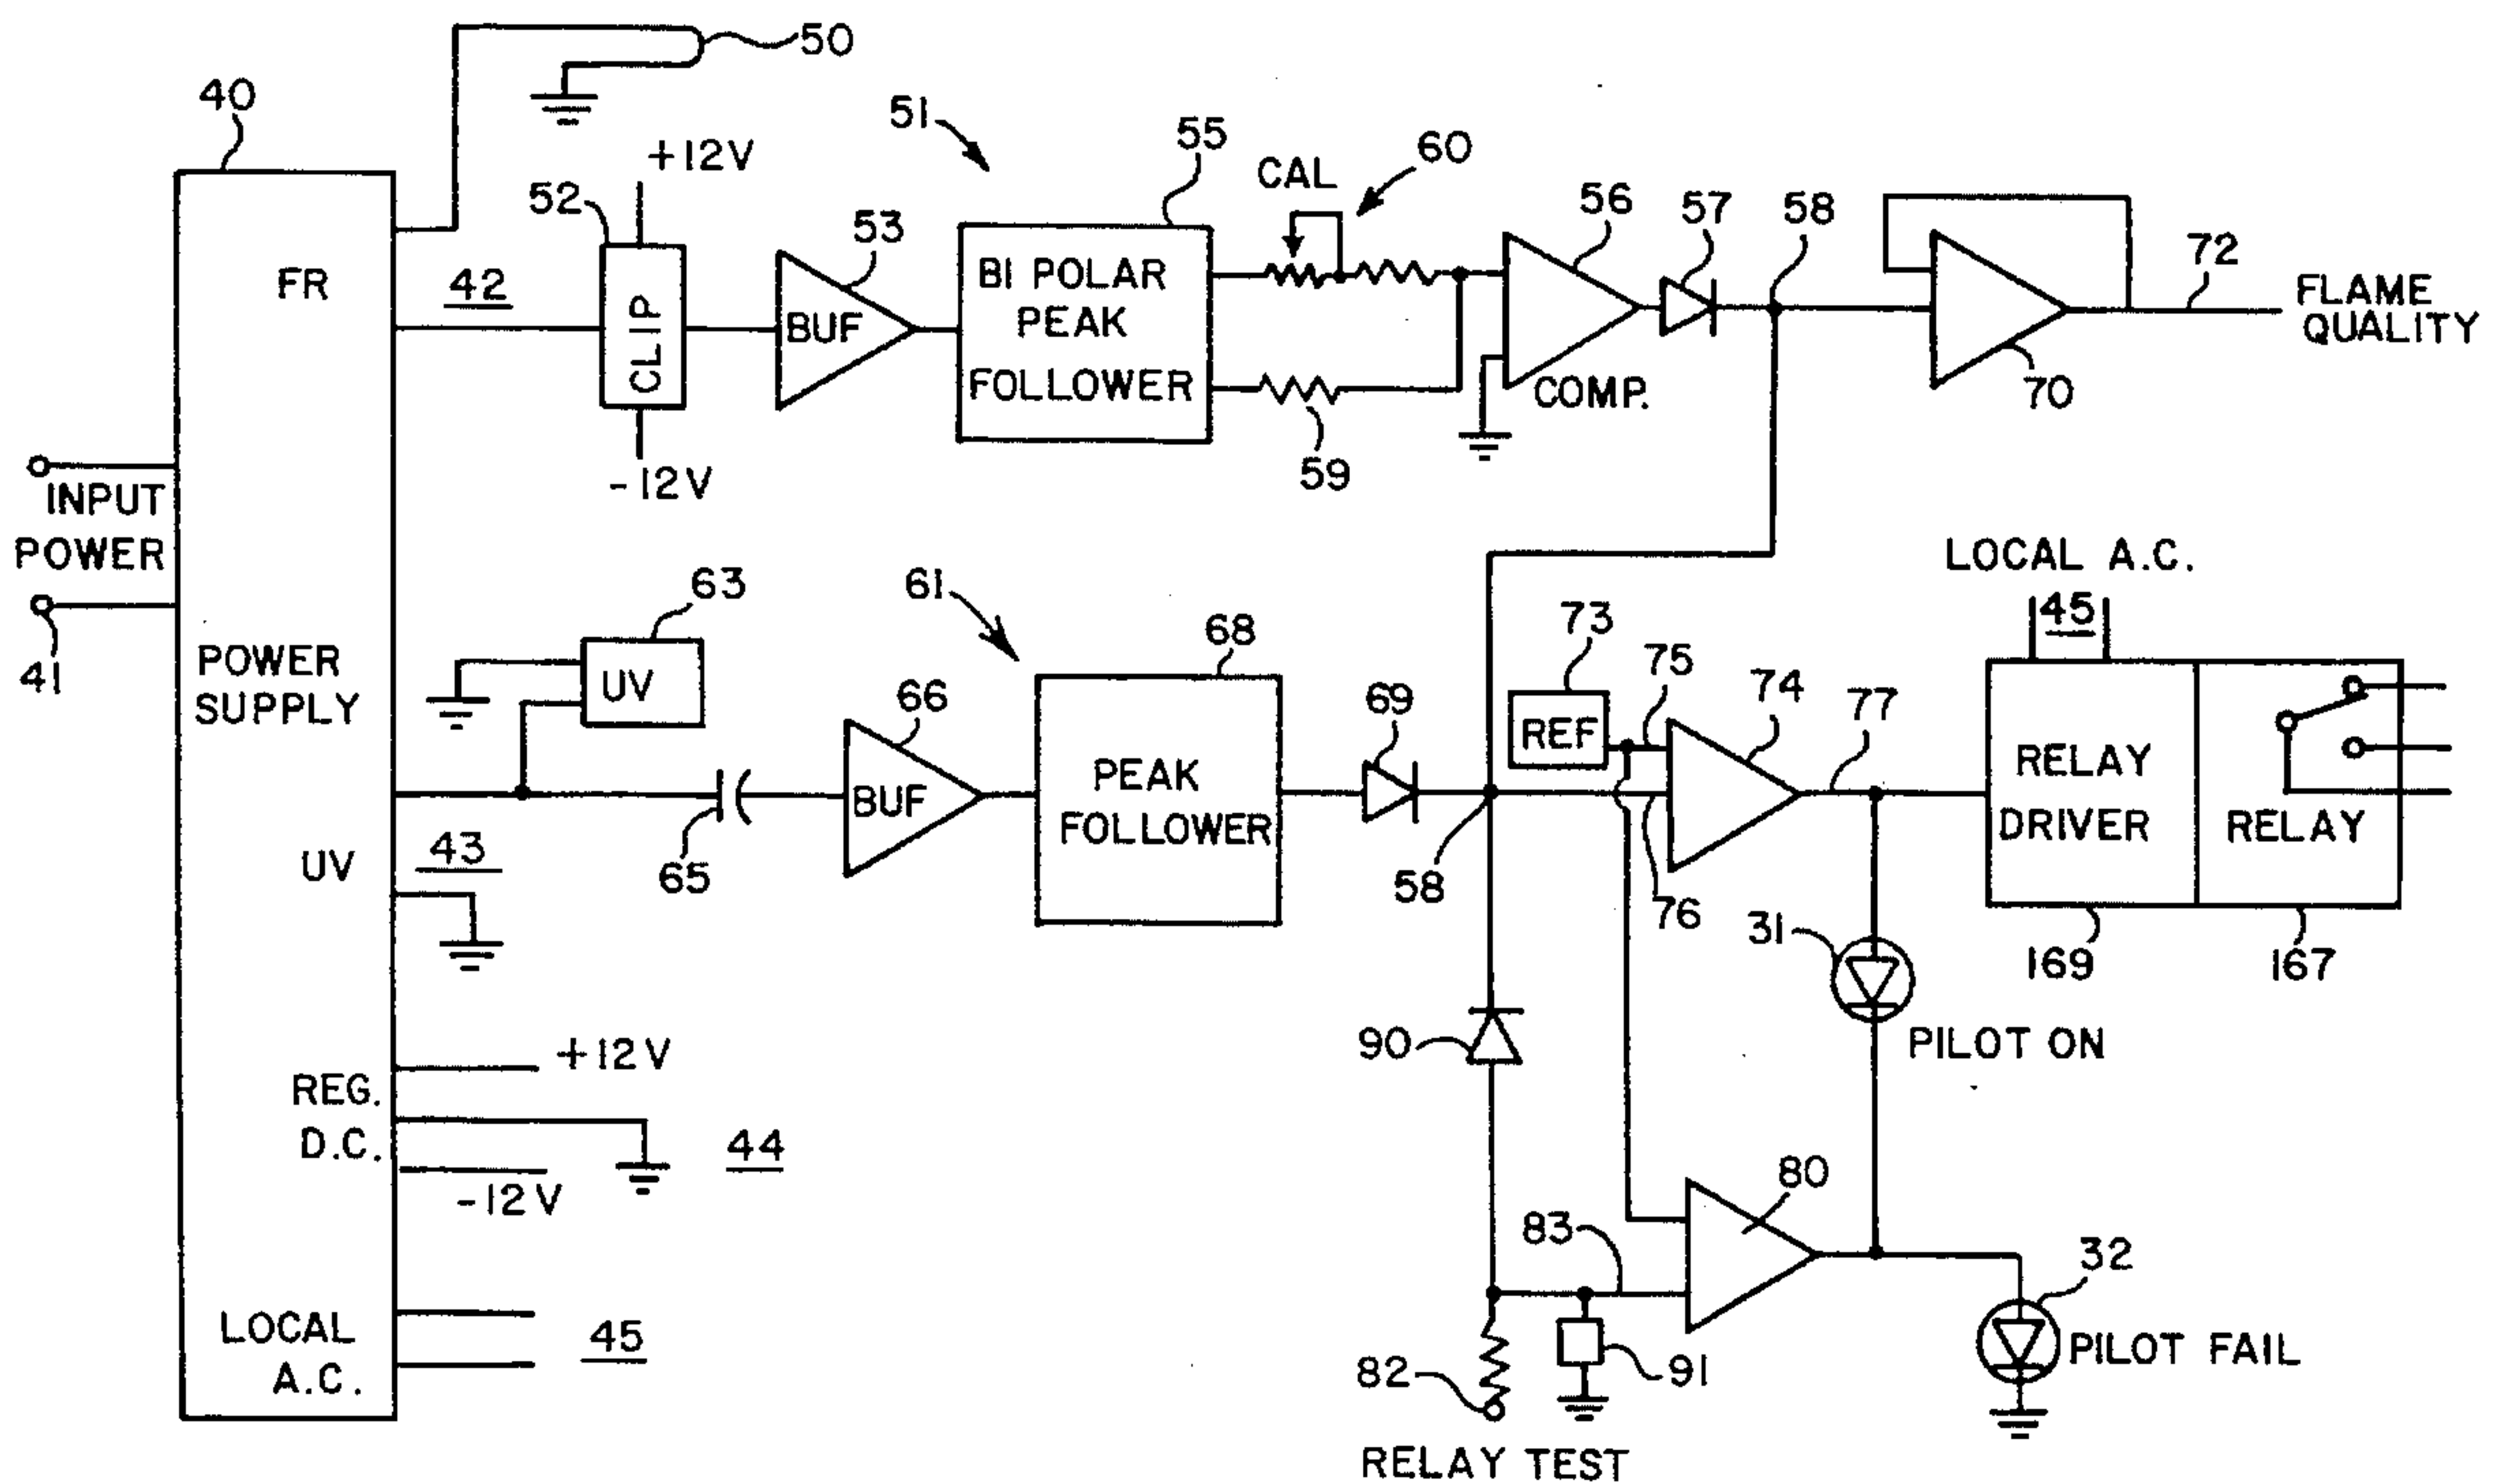 50
40
51
55
+12V
60
CAL
52
53
56
57
58
72
FR
42
CLIP
BUF
BI POLAR
PEAK
FOLLOWER
FLAME
QUALITY
COMP.
70
59
-12V
INPUT
POWER
41
LOCAL A.C.
45
63
61
68
73
75
74
77
POWER
SUPPLY
UV
66
69
REF
BUF
PEAK
FOLLOWER
RELAY
DRIVER
RELAY
UV
43
65
58
76
31
169
167
90
PILOT ON
+12V
REG.
D.C.
44
-12V
80
83
32
LOCAL
A.C.
45
82
91
PILOT FAIL
RELAY TEST